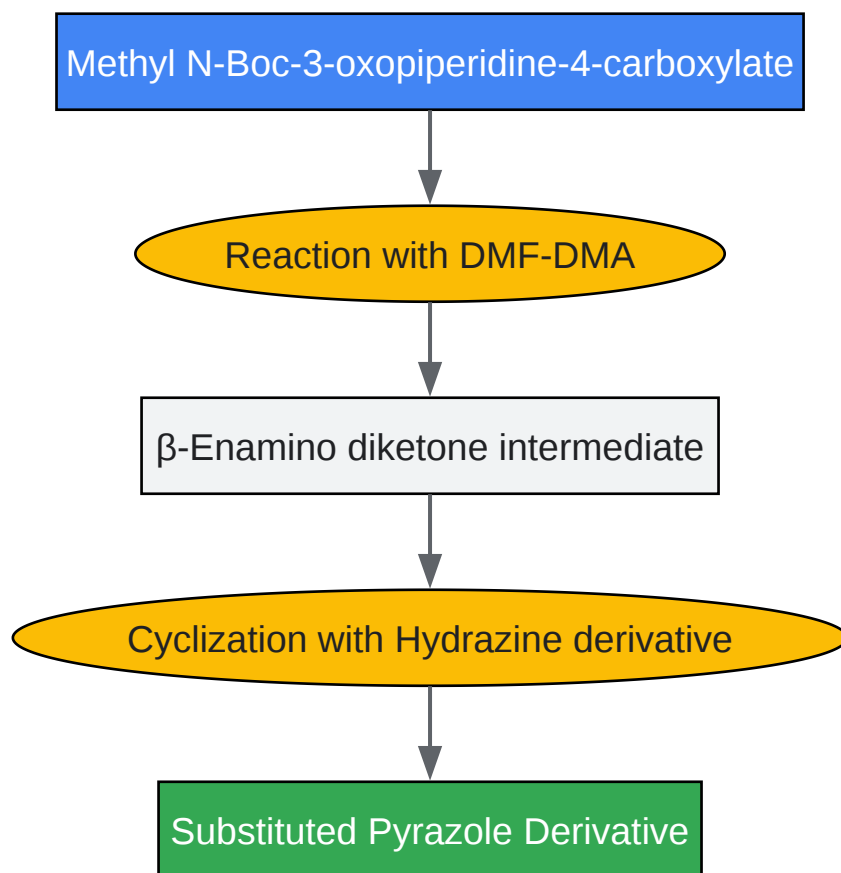 Methyl N-Boc-3-oxopiperidine-4-carboxylate
Reaction with DMF-DMA
β-Enamino diketone intermediate
Cyclization with Hydrazine derivative
Substituted Pyrazole Derivative